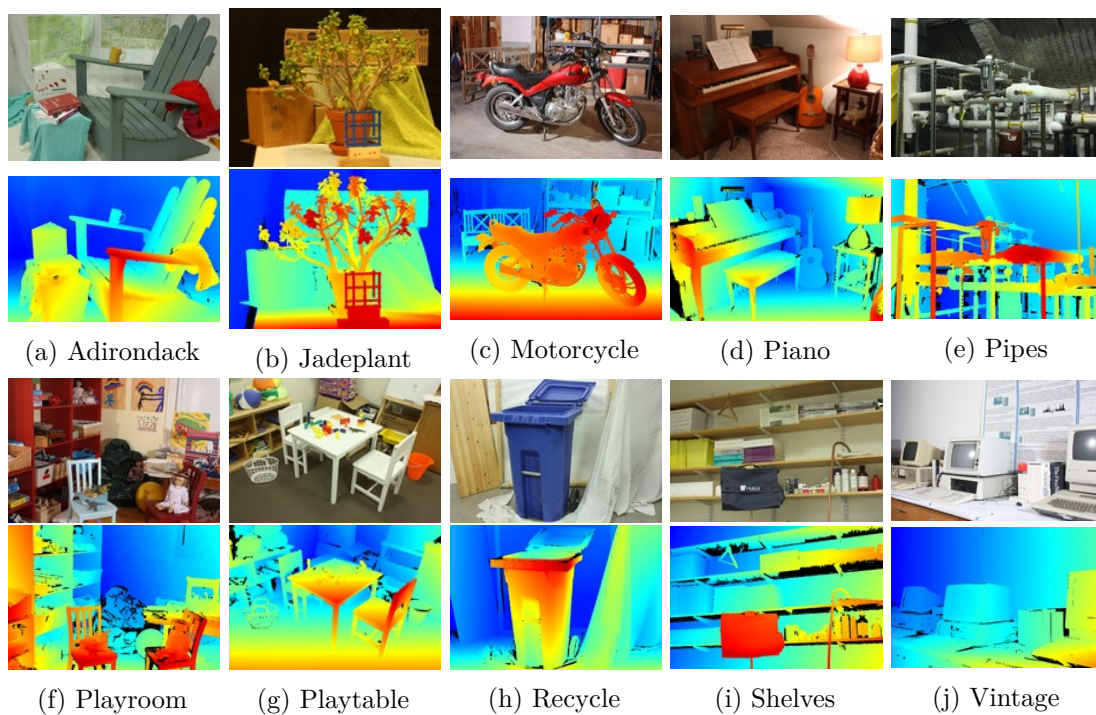 (a) Adirondack
(b) Jadeplant
(c) Motorcycle
(d) Piano
(e) Pipes
(f) Playroom
(g) Playtable
(h) Recycle
(i) Shelves
(j) Vintage